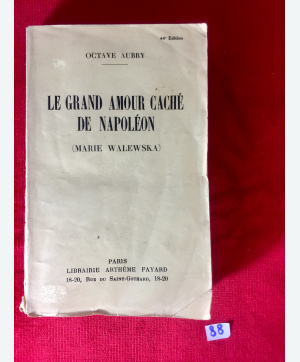 44e Édition
OCTAVE AUBRY
LE GRAND AMOUR CACHÉ
DE NAPOLÉON
(MARIE WALEWSKA)
PARIS
LIBRAIRIE ARTHÈME FAYARD
18-20, RUE DU SAINT-GOTHARD, 18-20
88